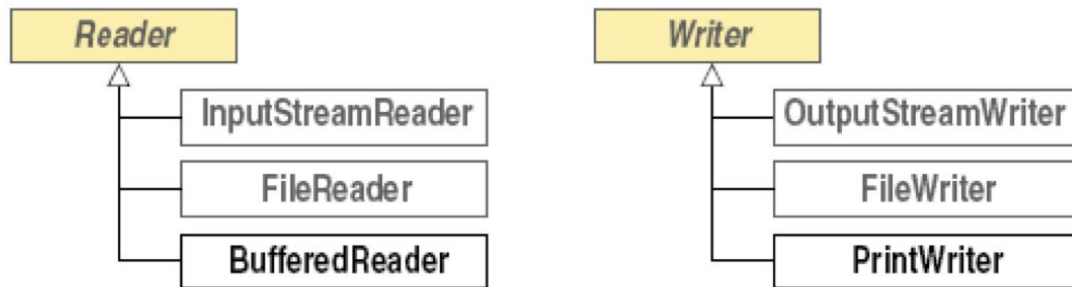 Reader
InputStreamReader
FileReader
BufferedReader
Writer
OutputStreamWriter
FileWriter
PrintWriter